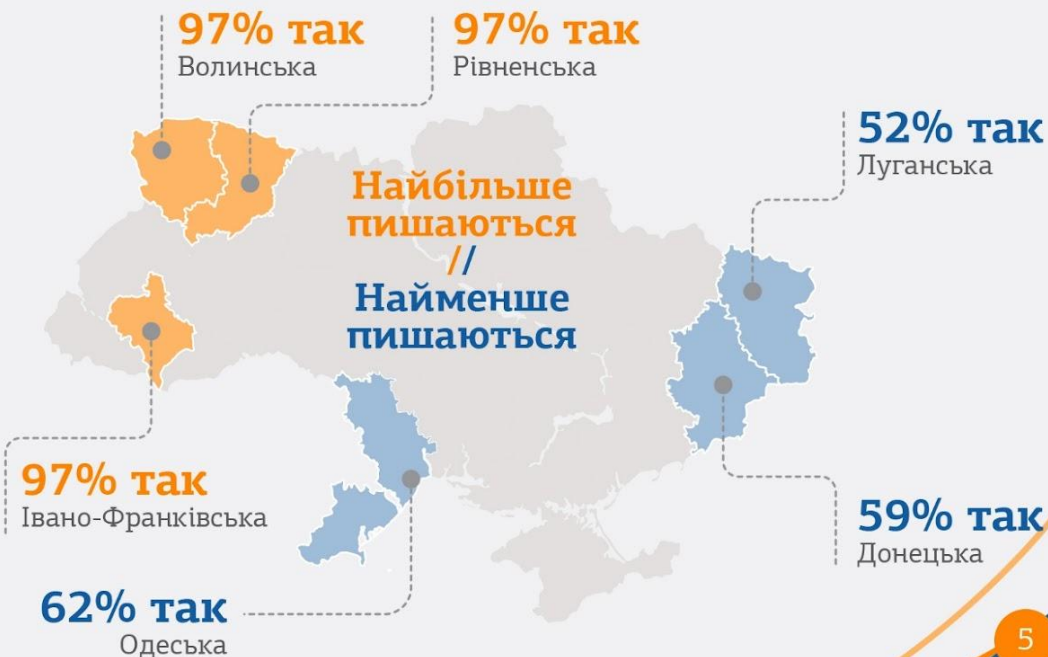 97% так
Волинська
97% так
Рівненська
52% так
Луганська
Найбільше
пишаються
//
Найменше
пишаються
97% так
Івано-Франківська
59% так
Донецька
62% так
Одеська
5